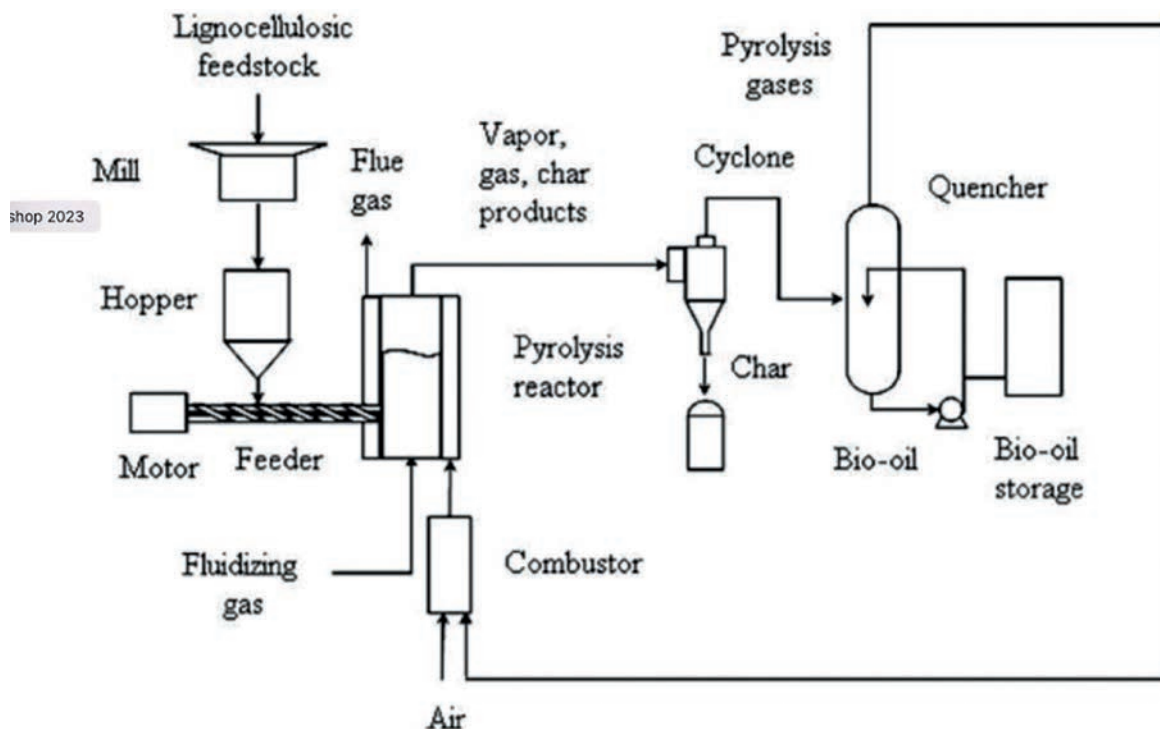 Lignocellulosic
feedstock
Mill
shop 2023
Hopper
Motor
Feeder
Flue
gas
Vapor,
gas, char
products
Pyrolysis
reactor
Fluidizing
gas
Combustor
Air
Cyclone
Char
Pyrolysis
gases
Quencher
Bio-oil
Bio-oil
storage